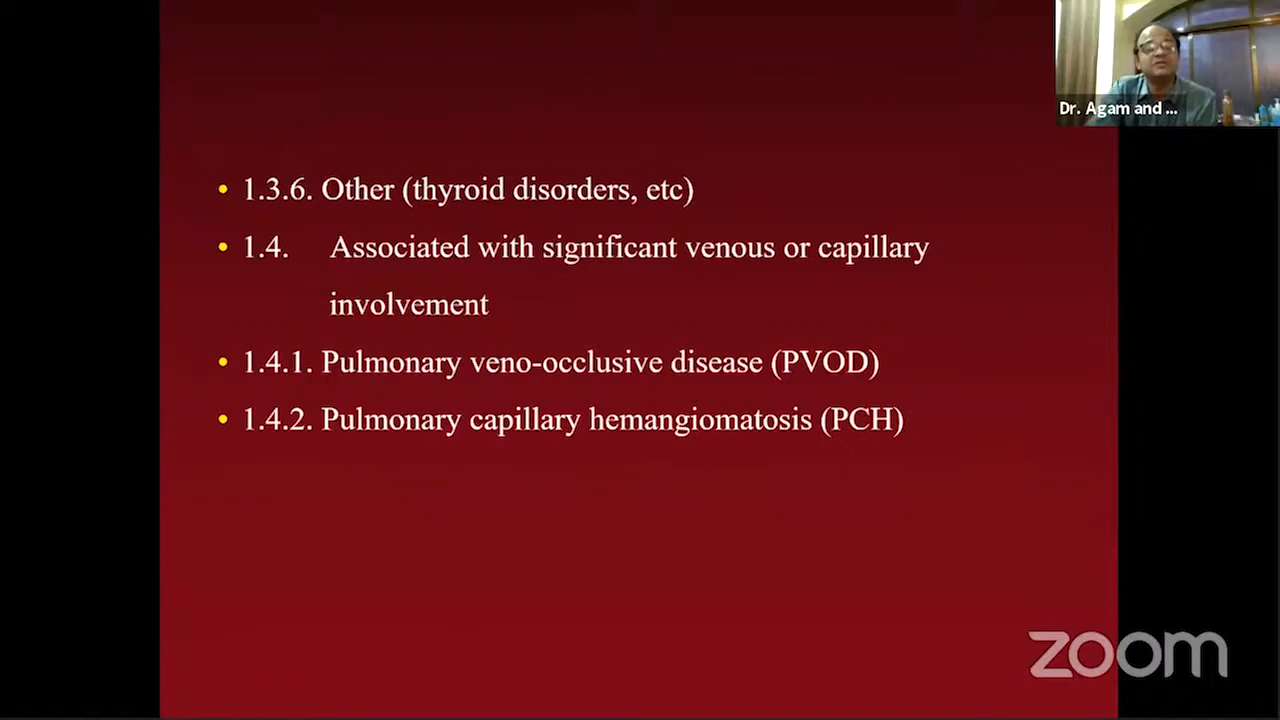 Dr. Agam and ...
• 1.3.6. Other (thyroid disorders, etc)
• 1.4. Associated with significant venous or capillary
involvement
• 1.4.1. Pulmonary veno-occlusive disease (PVOD)
• 1.4.2. Pulmonary capillary hemangiomatosis (PCH)
zoom